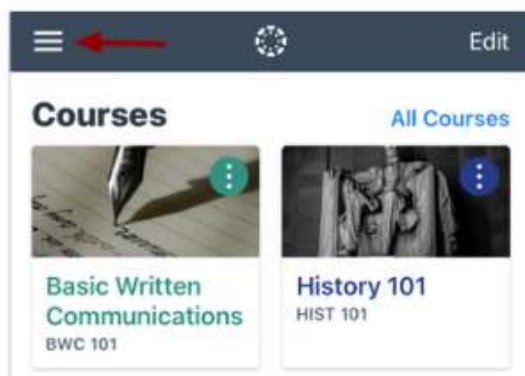 Edit
Courses
All Courses
Basic Written
Communications
BWC 101
History 101
HIST 101